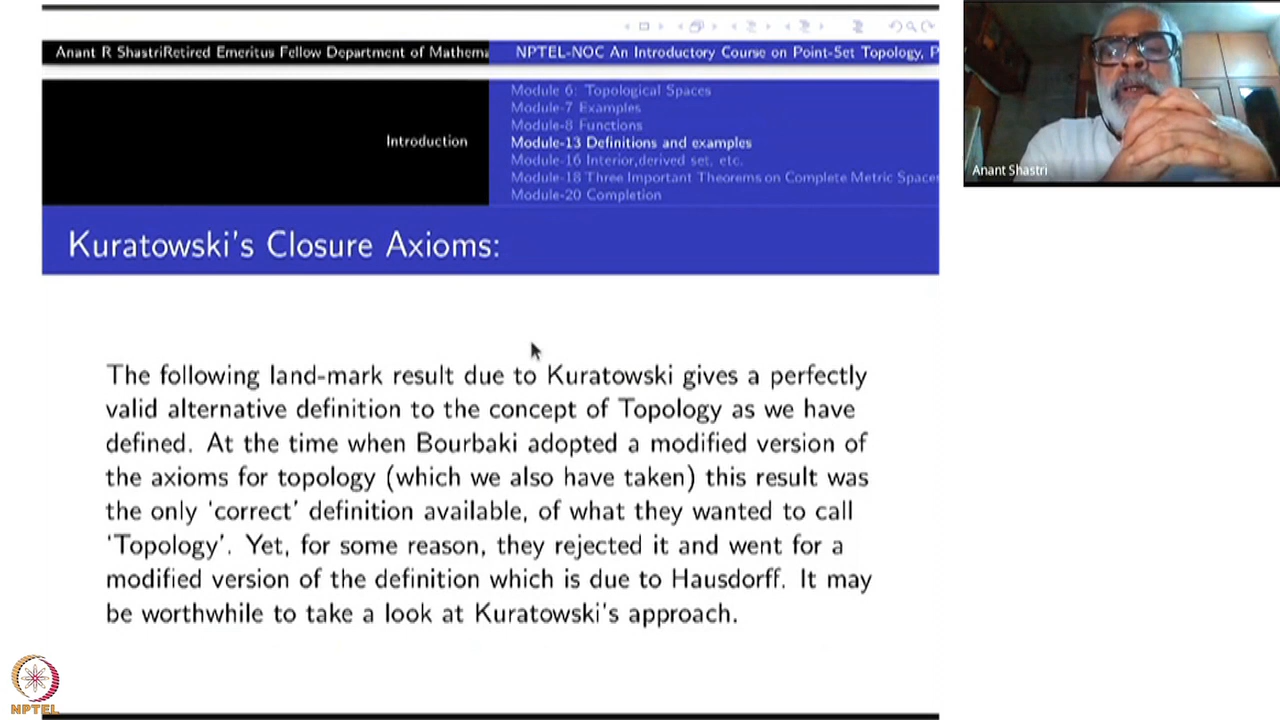 Anant R ShastriRetired Emeritus Fellow Department of Mathema
NPTEL-NOC An Introductory Course on Point-Set Topology, P
Introduction
Module 6: Topological Spaces
Module-7 Examples
Module-8 Functions
Module-13 Definitions and examples
Module-16 Interior,derived set, etc.
Module-18 Three Important Theorems on Complete Metric Spaces
Module-20 Completion
Kuratowski's Closure Axioms:
The following land-mark result due to Kuratowski gives a perfectly
valid alternative definition to the concept of Topology as we have
defined. At the time when Bourbaki adopted a modified version of
the axioms for topology (which we also have taken) this result was
the only 'correct' definition available, of what they wanted to call
'Topology'. Yet, for some reason, they rejected it and went for a
modified version of the definition which is due to Hausdorff. It may
be worthwhile to take a look at Kuratowski's approach.
Anant Shastri
NPTEL